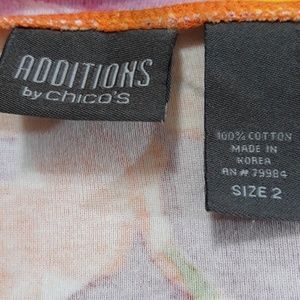 ADDITIONS
by CHICO'S
100% COTTON
MADE IN
KOREA
RN# 79984
SIZE 2